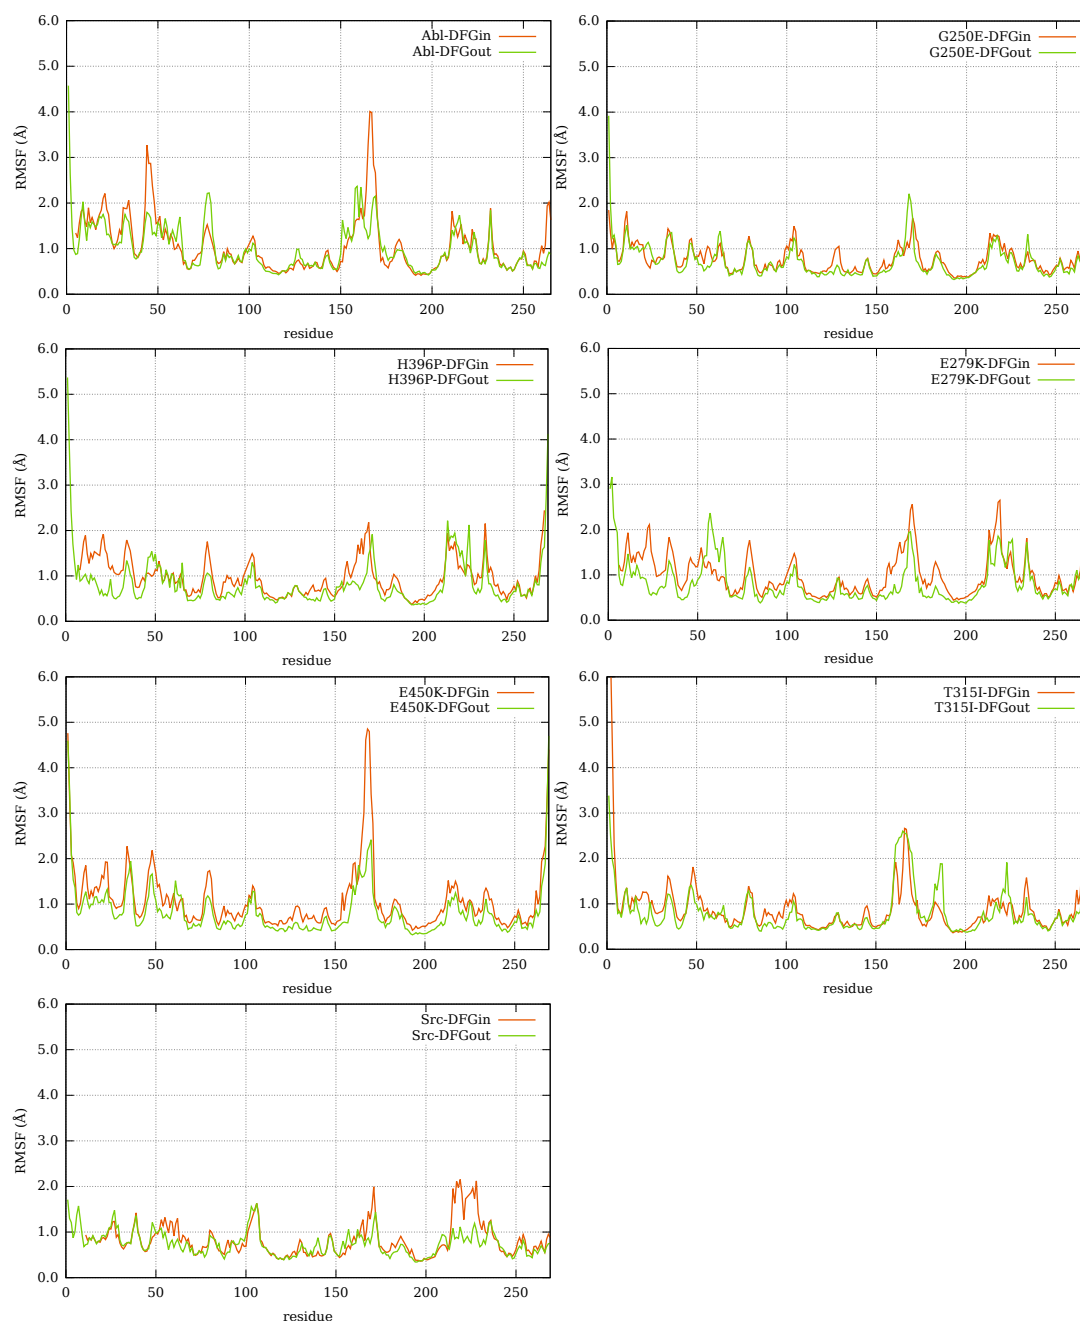 6.0
5.0
4.0
3.0
2.0
1.0
0.0
RMSF (Å)
Abl-DFGin
Abl-DFGout
0 50 100 150 200 250
residue
6.0
5.0
4.0
3.0
2.0
1.0
0.0
RMSF (Å)
G250E-DFGin
G250E-DFGout
0 50 100 150 200 250
residue
6.0
5.0
4.0
3.0
2.0
1.0
0.0
RMSF (Å)
H396P-DFGin
H396P-DFGout
0 50 100 150 200 250
residue
6.0
5.0
4.0
3.0
2.0
1.0
0.0
RMSF (Å)
E279K-DFGin
E279K-DFGout
0 50 100 150 200 250
residue
6.0
5.0
4.0
3.0
2.0
1.0
0.0
RMSF (Å)
E450K-DFGin
E450K-DFGout
0 50 100 150 200 250
residue
6.0
5.0
4.0
3.0
2.0
1.0
0.0
RMSF (Å)
T315I-DFGin
T315I-DFGout
0 50 100 150 200 250
residue
6.0
5.0
4.0
3.0
2.0
1.0
0.0
RMSF (Å)
Src-DFGin
Src-DFGout
0 50 100 150 200 250
residue